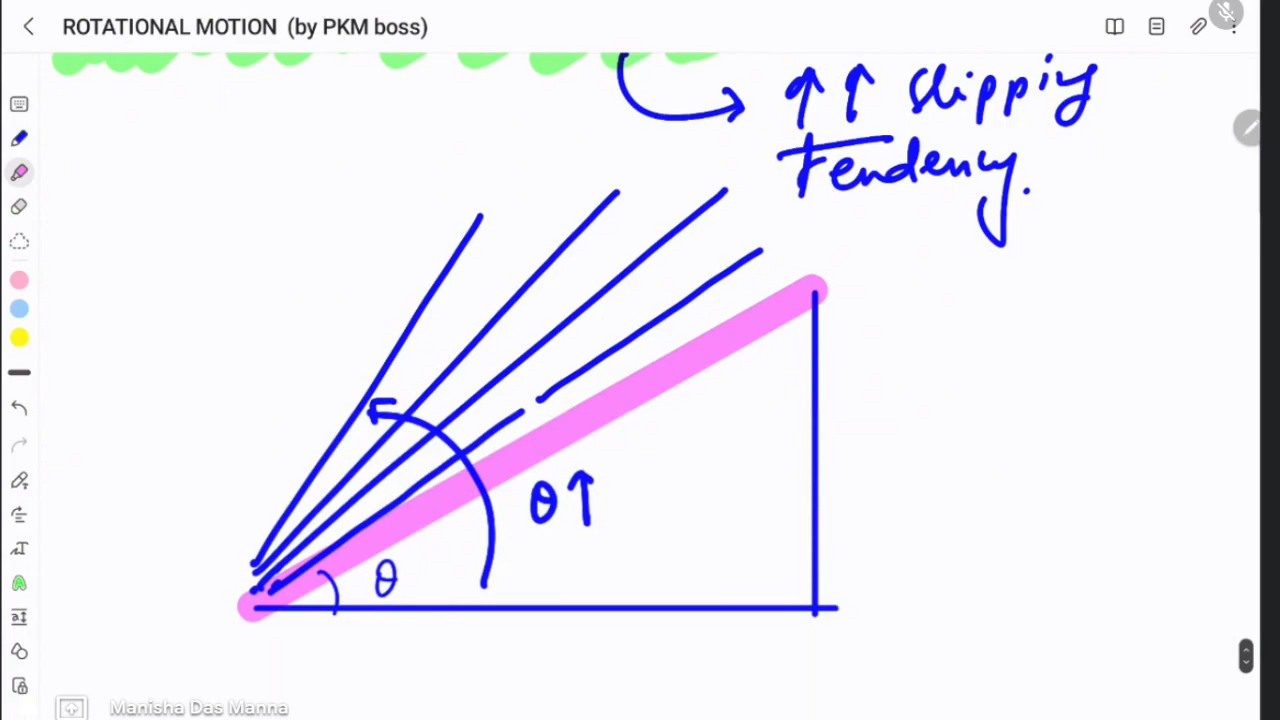 ROTATIONAL MOTION (by PKM boss)
↑ ↑ slipping
tendency.
θ ↑
θ
Manisha Das Manna